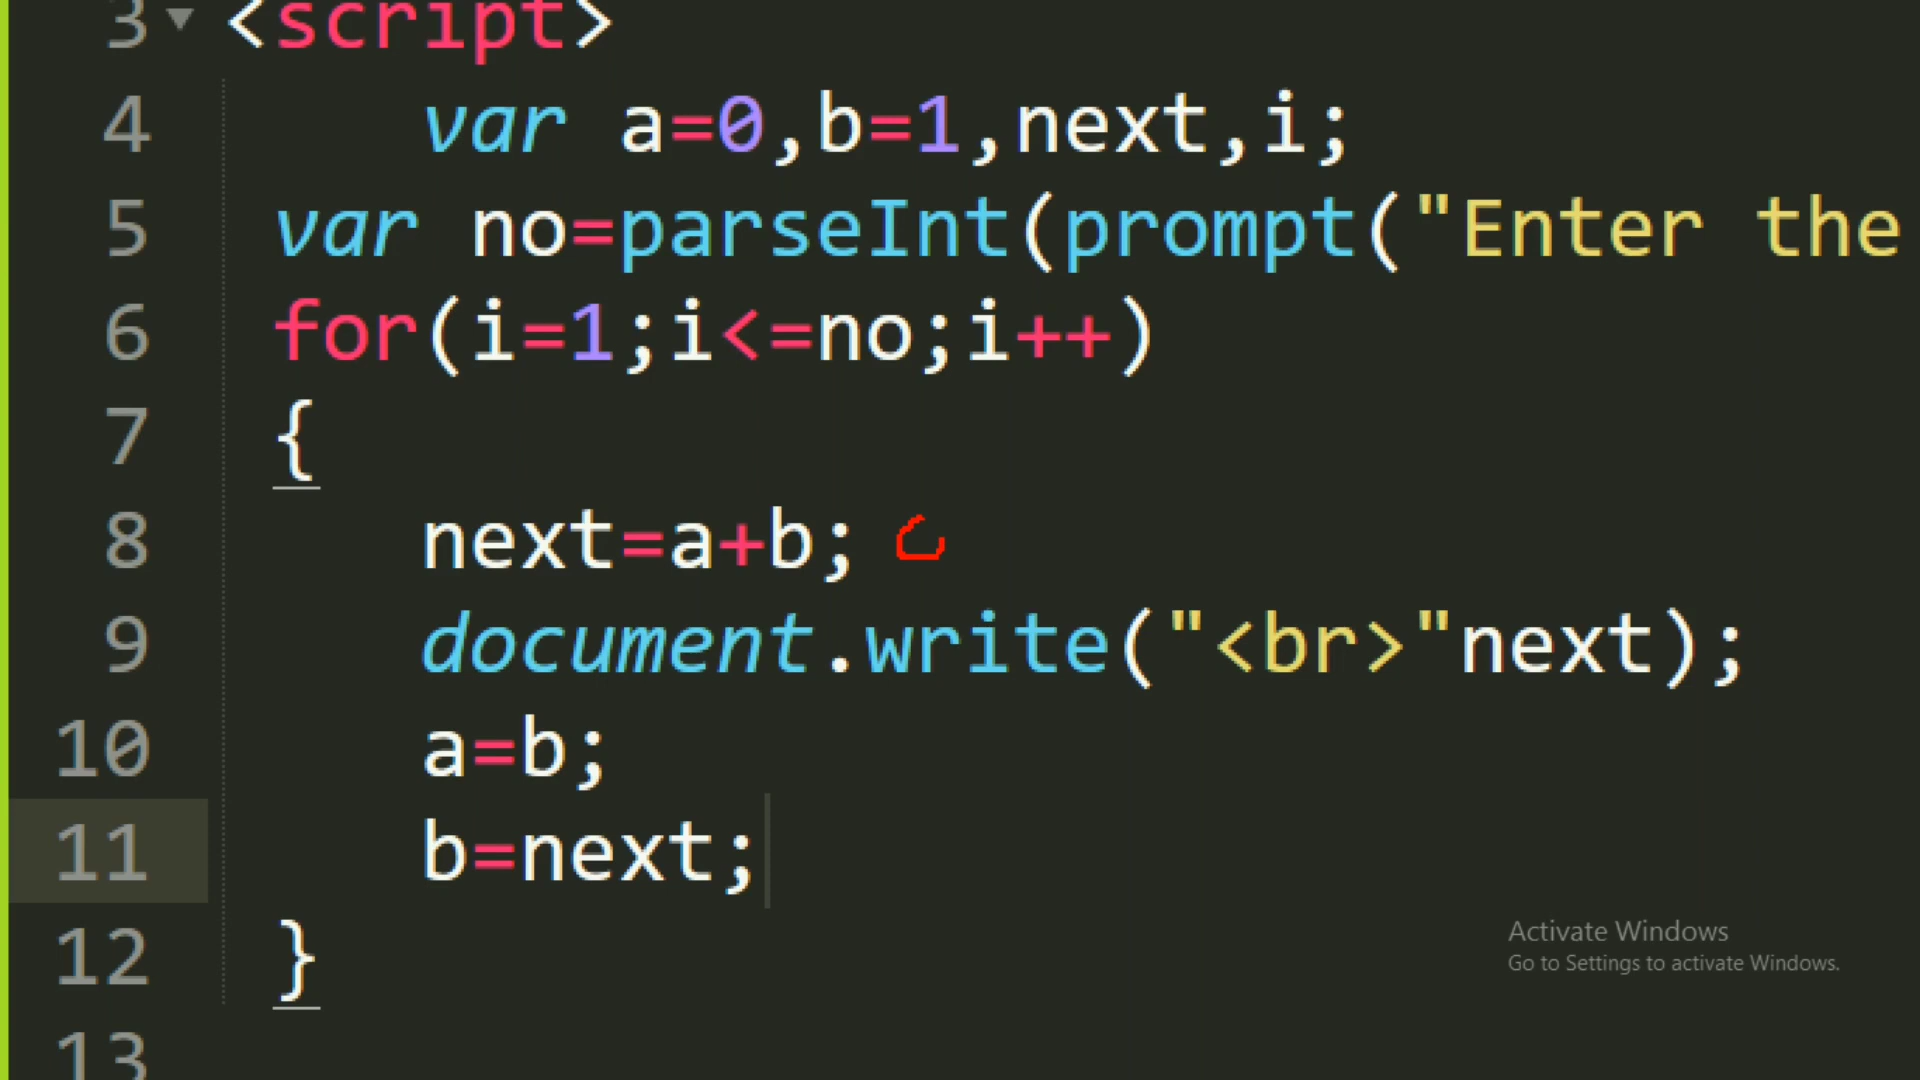 3 <script>
4 var a=0,b=1,next,i;
5 var no=parseInt(prompt("Enter the
6 for(i=1;i<=no;i++)
7 {
8 next=a+b;
9 document.write("<br>"next);
10 a=b;
11 b=next;
12 }
13
Activate Windows
Go to Settings to activate Windows.